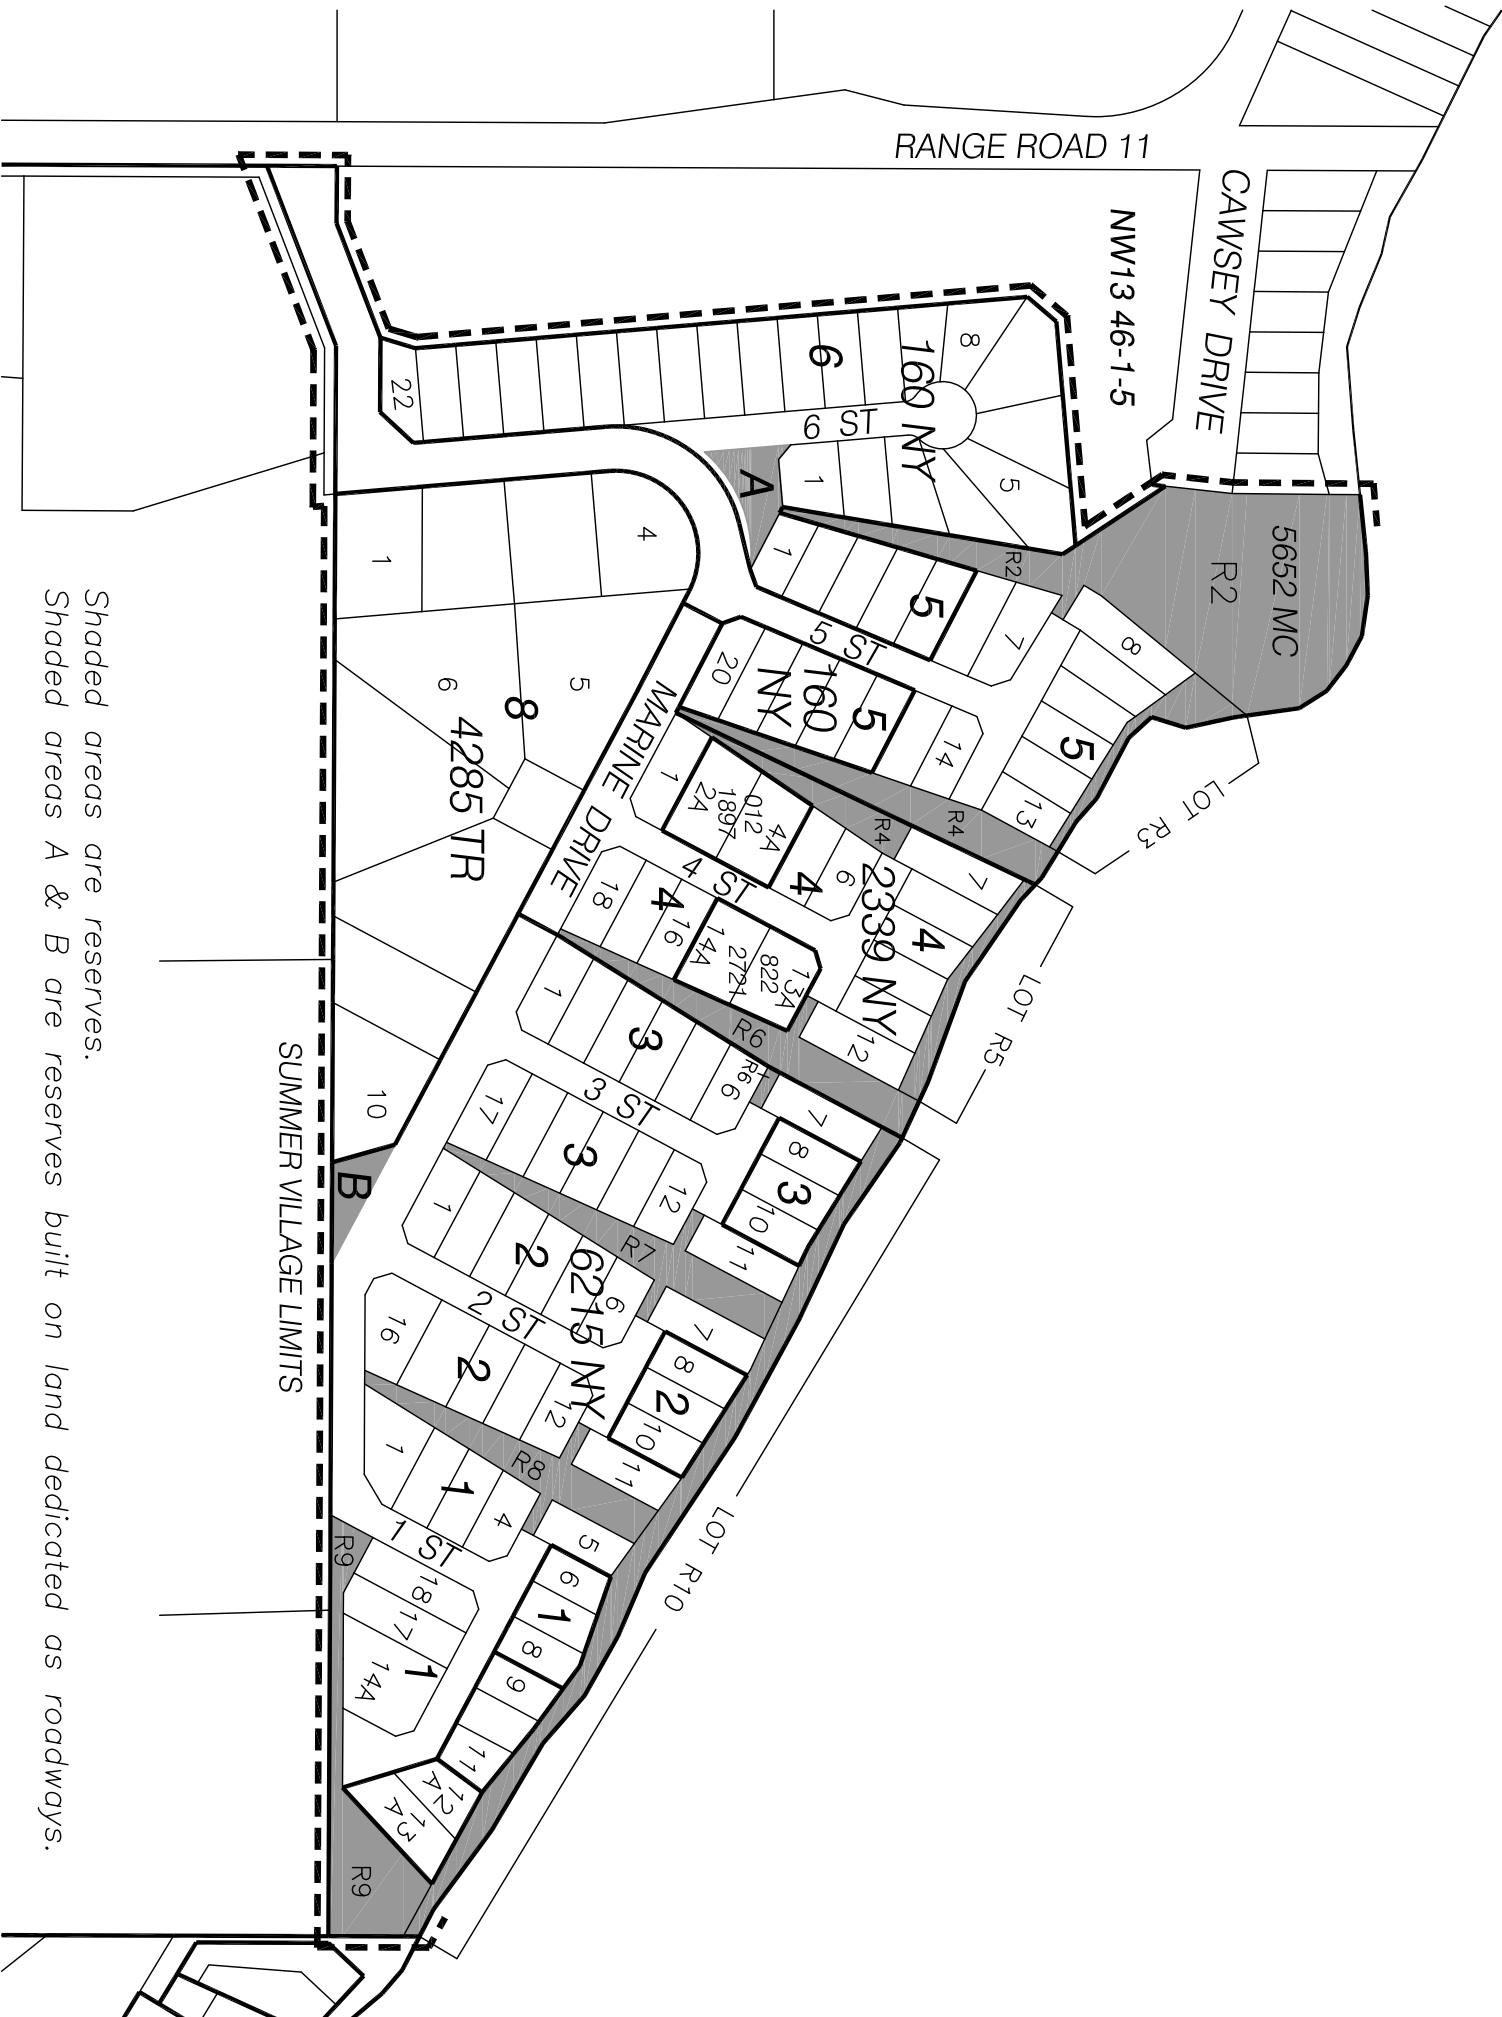 RANGE ROAD 11
CAWSEY DRIVE
NW13 46-1-5
5652 MC
R2
R2
8
160 NY
6
6 ST
22
5
1
A
1
5
7
8
5 ST
20
160
NY
5
14
5
13
LOT R3
1
4
5
6
8
4285 TR
10
B
MARINE DRIVE
1
2A
1897
012
4A
4
6
R4
R4
7
2339 NY
4
12
4 ST
18
4
16
14A
2721
822
13A
LOT R5
R6
R6
1
3
6
7
8
3
10
11
3 ST
17
3
12
R7
1
2
6
6215 NY
7
8
2
10
11
2 ST
16
2
12
R8
1
1
4
5
6
1
8
9
11
12
A
13
A
1 ST
18
17
1
14A
R9
R9
LOT R10
SUMMER VILLAGE LIMITS
Shaded areas are reserves.
Shaded areas A & B are reserves built on land dedicated as roadways.